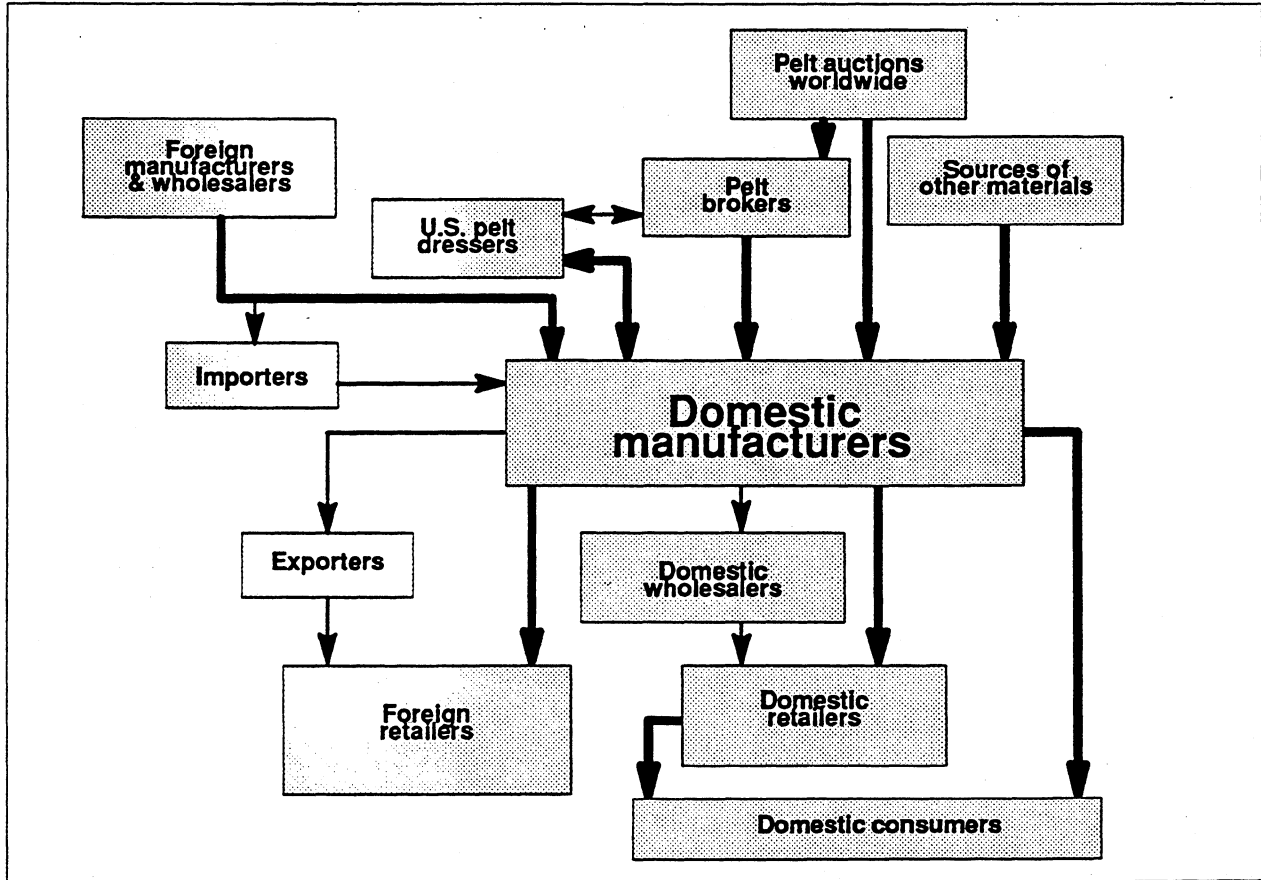 Pelt auctions
worldwide
Foreign
manufacturers
& wholesalers
Pelt
brokers
Sources of
other materials
U.S. pelt
dressers
Importers
Domestic
manufacturers
Exporters
Domestic
wholesalers
Foreign
retailers
Domestic
retailers
Domestic consumers